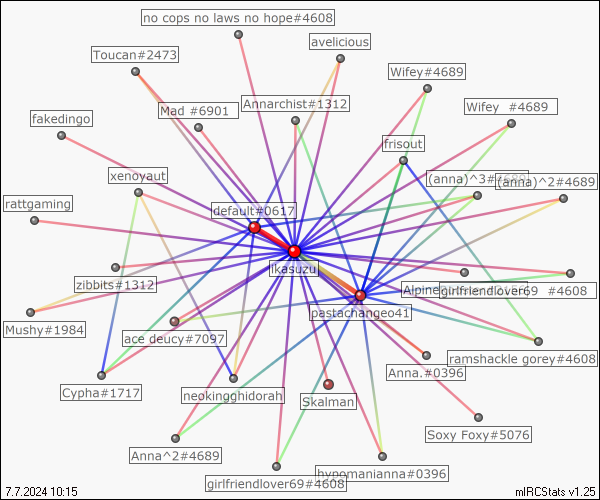 no cops no laws no hope#4608
avelicious
Toucan#2473
Wifey#4689
Mad #6901
Annarchist#1312
Wifey #4689
fakedingo
frisout
xenoyaut
(anna)^3#4689
(anna)^2#4689
rattgaming
default#0617
ikasuzui
zibbits#1312
girlfriendlover69 #4608
pastachangeo41
Mushy#1984
ace deucy#7097
ramshackle gorey#4608
Anna.#0396
Cypha#1717
neokingghidorah
Skalman
Soxy Foxy#5076
Anna^2#4689
hypomanianna#0396
girlfriendlover69#4608
7.7.2024 10:15
mIRCStats v1.25